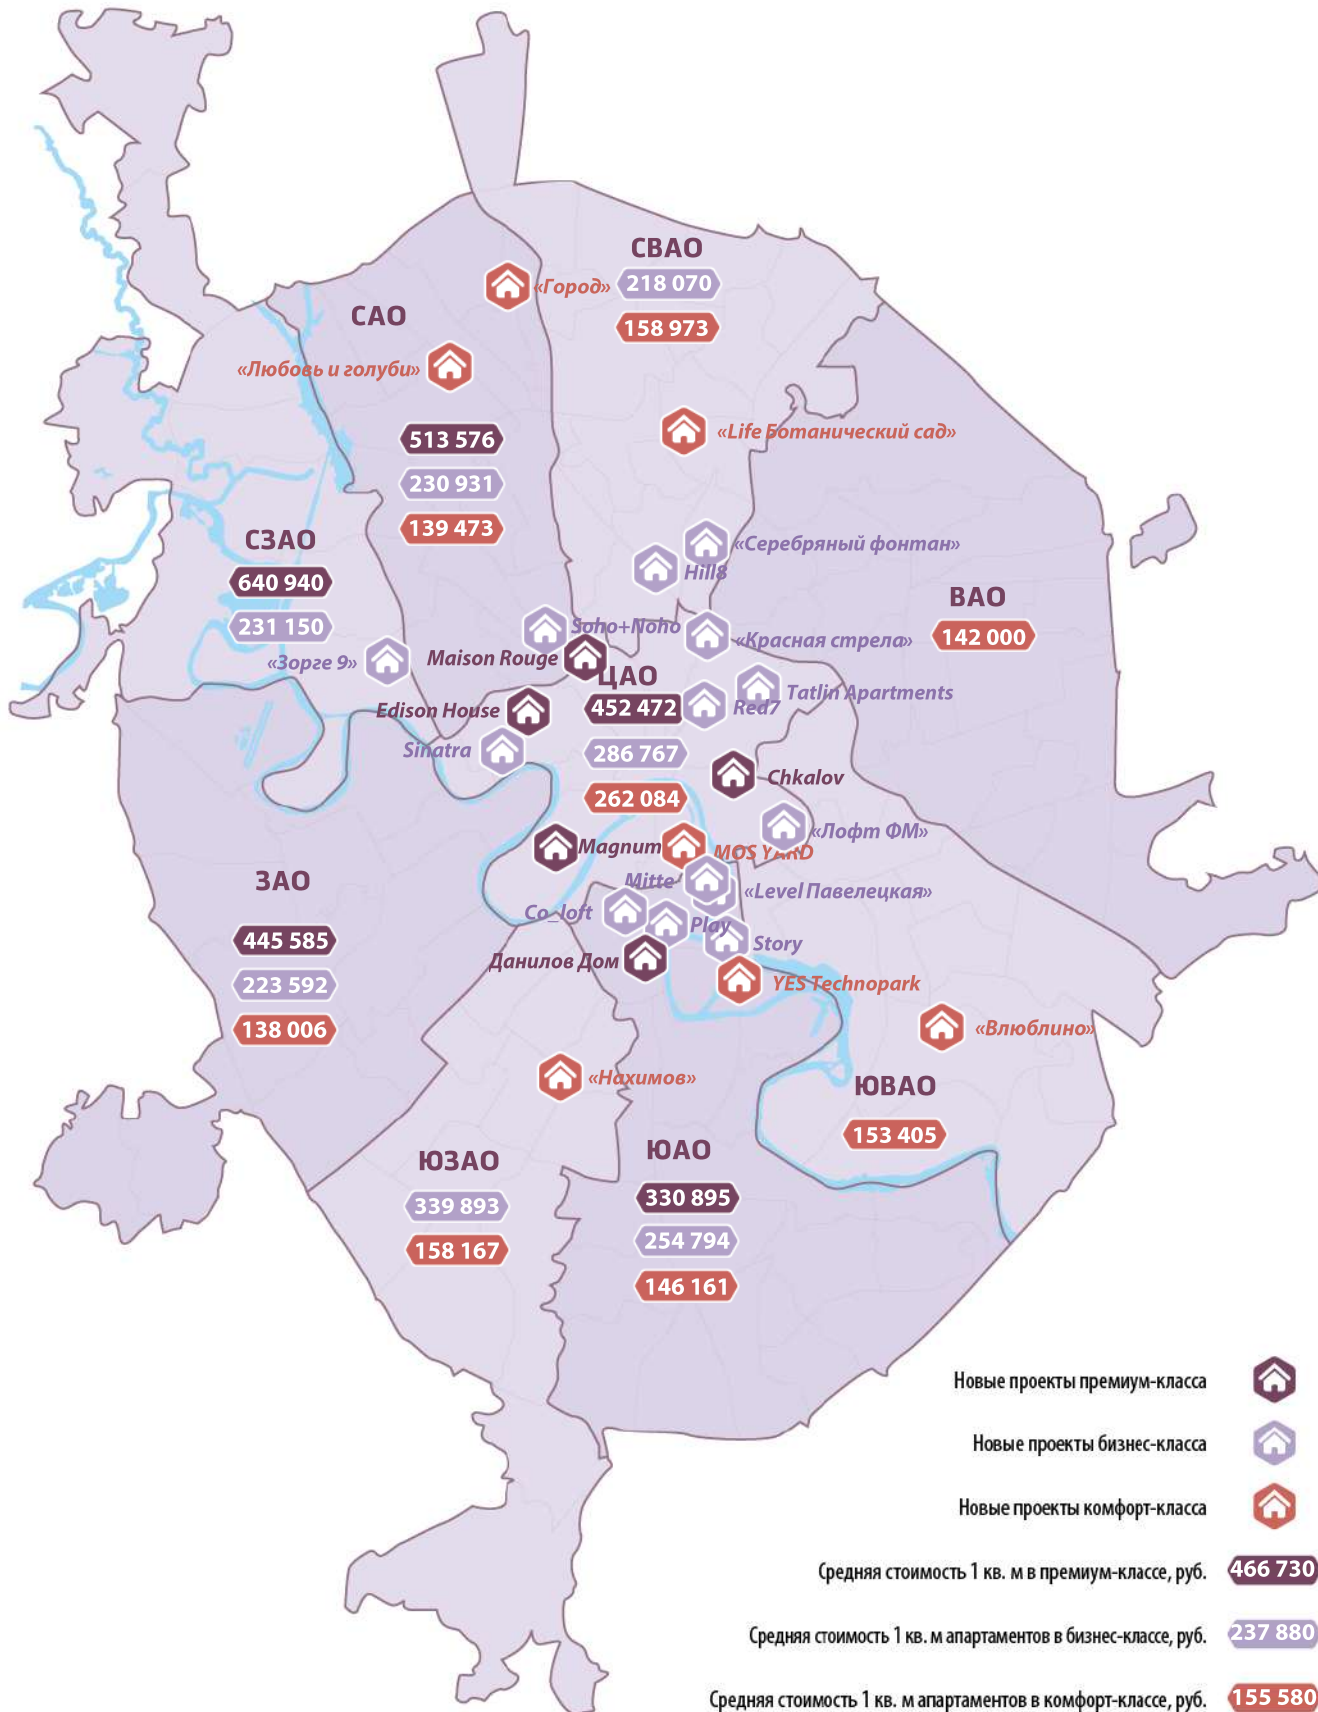 СВАО
218 070
158 973
«Город»
САО
«Любовь и голуби»
513 576
230 931
139 473
«Life Ботанический сад»
СЗАО
640 940
231 150
«Серебряный фонтан»
Hill8
ВАО
142 000
Soho+Noho
«Красная стрела»
«Зорге 9»
Maison Rouge
ЦАО
452 472
286 767
262 084
Tatlin Apartments
Red7
Edison House
Sinatra
Chkalov
«Лофт ФМ»
Magnum
MOS YARD
Mitte
«Level Павелецкая»
ЗАО
445 585
223 592
138 006
Co_loft
Play
Story
Данилов Дом
YES Technopark
«Влюблино»
«Нахимов»
ЮВАО
153 405
ЮЗАО
339 893
158 167
ЮАО
330 895
254 794
146 161
Новые проекты премиум-класса
Новые проекты бизнес-класса
Новые проекты комфорт-класса
Средняя стоимость 1 кв. м в премиум-классе, руб. 466 730
Средняя стоимость 1 кв. м апартаментов в бизнес-классе, руб. 237 880
Средняя стоимость 1 кв. м апартаментов в комфорт-классе, руб. 155 580